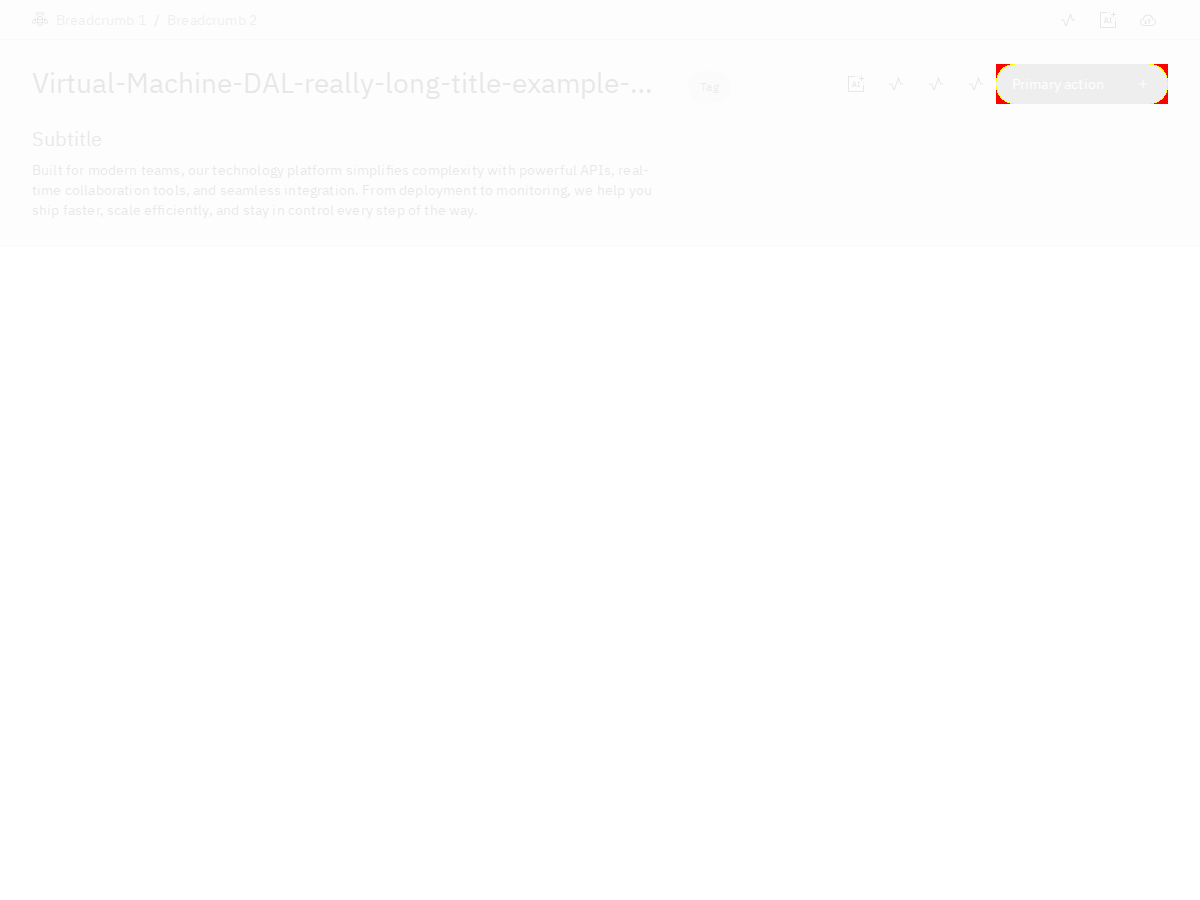 Breadcrumb 1 / Breadcrumb 2
Virtual-Machine-DAL-really-long-title-example-...
Tag
AI
Primary action +
Subtitle
Built for modern teams, our technology platform simplifies complexity with powerful APIs, real-
time collaboration tools, and seamless integration. From deployment to monitoring, we help you
ship faster, scale efficiently, and stay in control every step of the way.